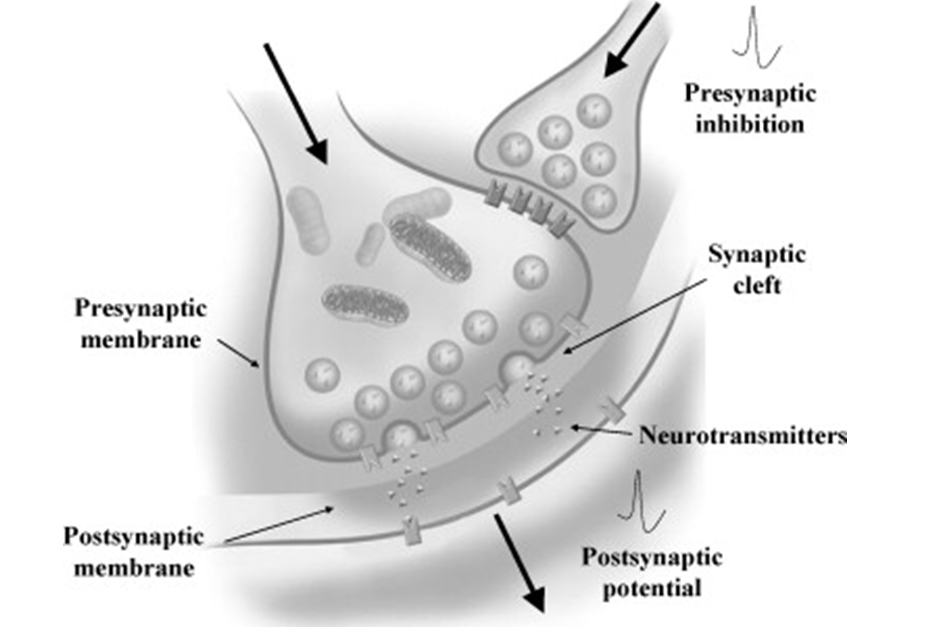 Presynaptic
inhibition
Synaptic
cleft
Presynaptic
membrane
Neurotransmitters
Postsynaptic
membrane
Postsynaptic
potential